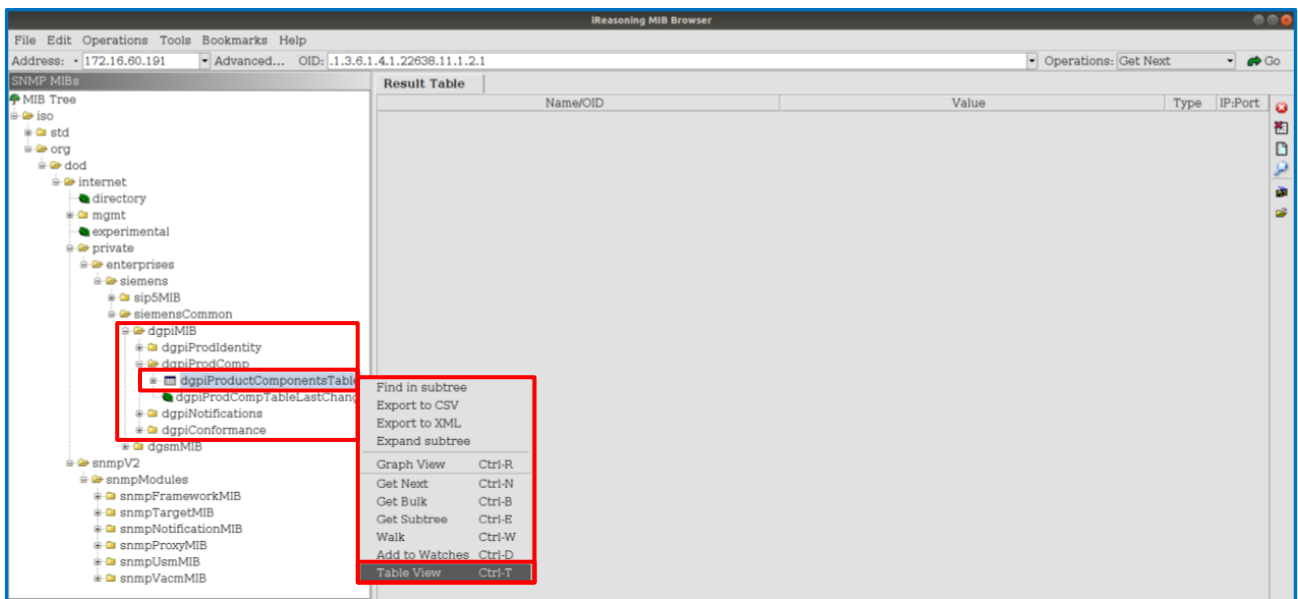 iReasoning MIB Browser
File Edit Operations Tools Bookmarks Help
Address: 172.16.60.191 Advanced... OID: .1.3.6.1.4.1.22638.11.1.2.1 Operations: Get Next Go
SNMP MIBs
MIB Tree
iso
std
org
dod
internet
directory
mgmt
experimental
private
enterprises
siemens
sip5MIB
siemensCommon
dgpiMIB
dgpiProdIdentity
dgpiProdComp
dgpiProductComponentsTable
dgpiProdCompTableLastChang
dgpiNotifications
dgpiConformance
dgsmMIB
snmpV2
snmpModules
snmpFrameworkMIB
snmpTargetMIB
snmpNotificationMIB
snmpProxyMIB
snmpUsmMIB
snmpVacmMIB
Result Table
Name/OID Value Type IP:Port
Find in subtree
Export to CSV
Export to XML
Expand subtree
Graph View Ctrl-R
Get Next Ctrl-N
Get Bulk Ctrl-B
Get Subtree Ctrl-E
Walk Ctrl-W
Add to Watches Ctrl-D
Table View Ctrl-T